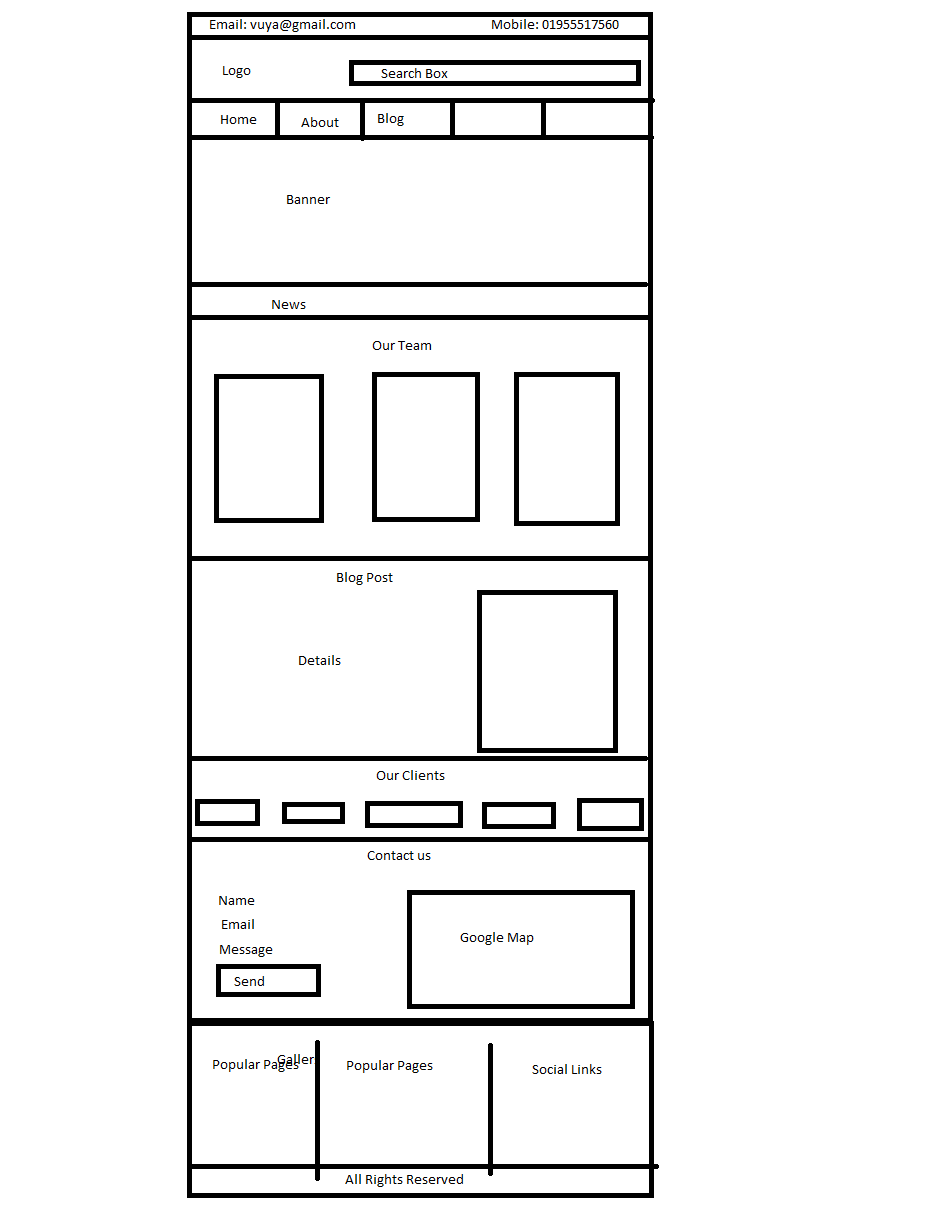 Email: vuya@gmail.com Mobile: 01955517560
Logo
Search Box
Home About Blog
Banner
News
Our Team
Blog Post
Details
Our Clients
Contact us
Name
Email
Message
Send
Google Map
Popular Pages
Popular Pages
Social Links
All Rights Reserved